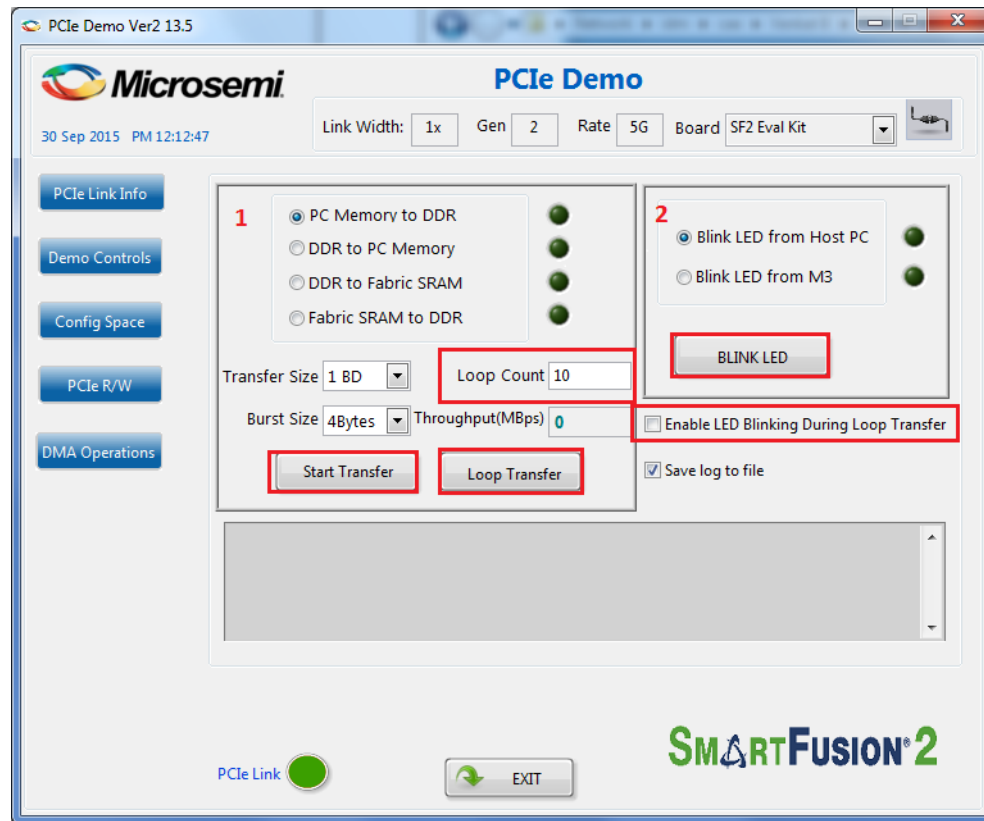 PCIe Demo Ver2 13.5
Microsemi.
PCIe Demo
30 Sep 2015 PM 12:12:47
Link Width: 1x Gen 2 Rate 5G Board SF2 Eval Kit
PCIe Link Info
Demo Controls
Config Space
PCIe R/W
DMA Operations
1
PC Memory to DDR
DDR to PC Memory
DDR to Fabric SRAM
Fabric SRAM to DDR
Transfer Size 1 BD Loop Count 10
Burst Size 4Bytes Throughput(MBps) 0
Start Transfer Loop Transfer
2
Blink LED from Host PC
Blink LED from M3
BLINK LED
Enable LED Blinking During Loop Transfer
Save log to file
SmartFusion®2
PCIe Link
EXIT